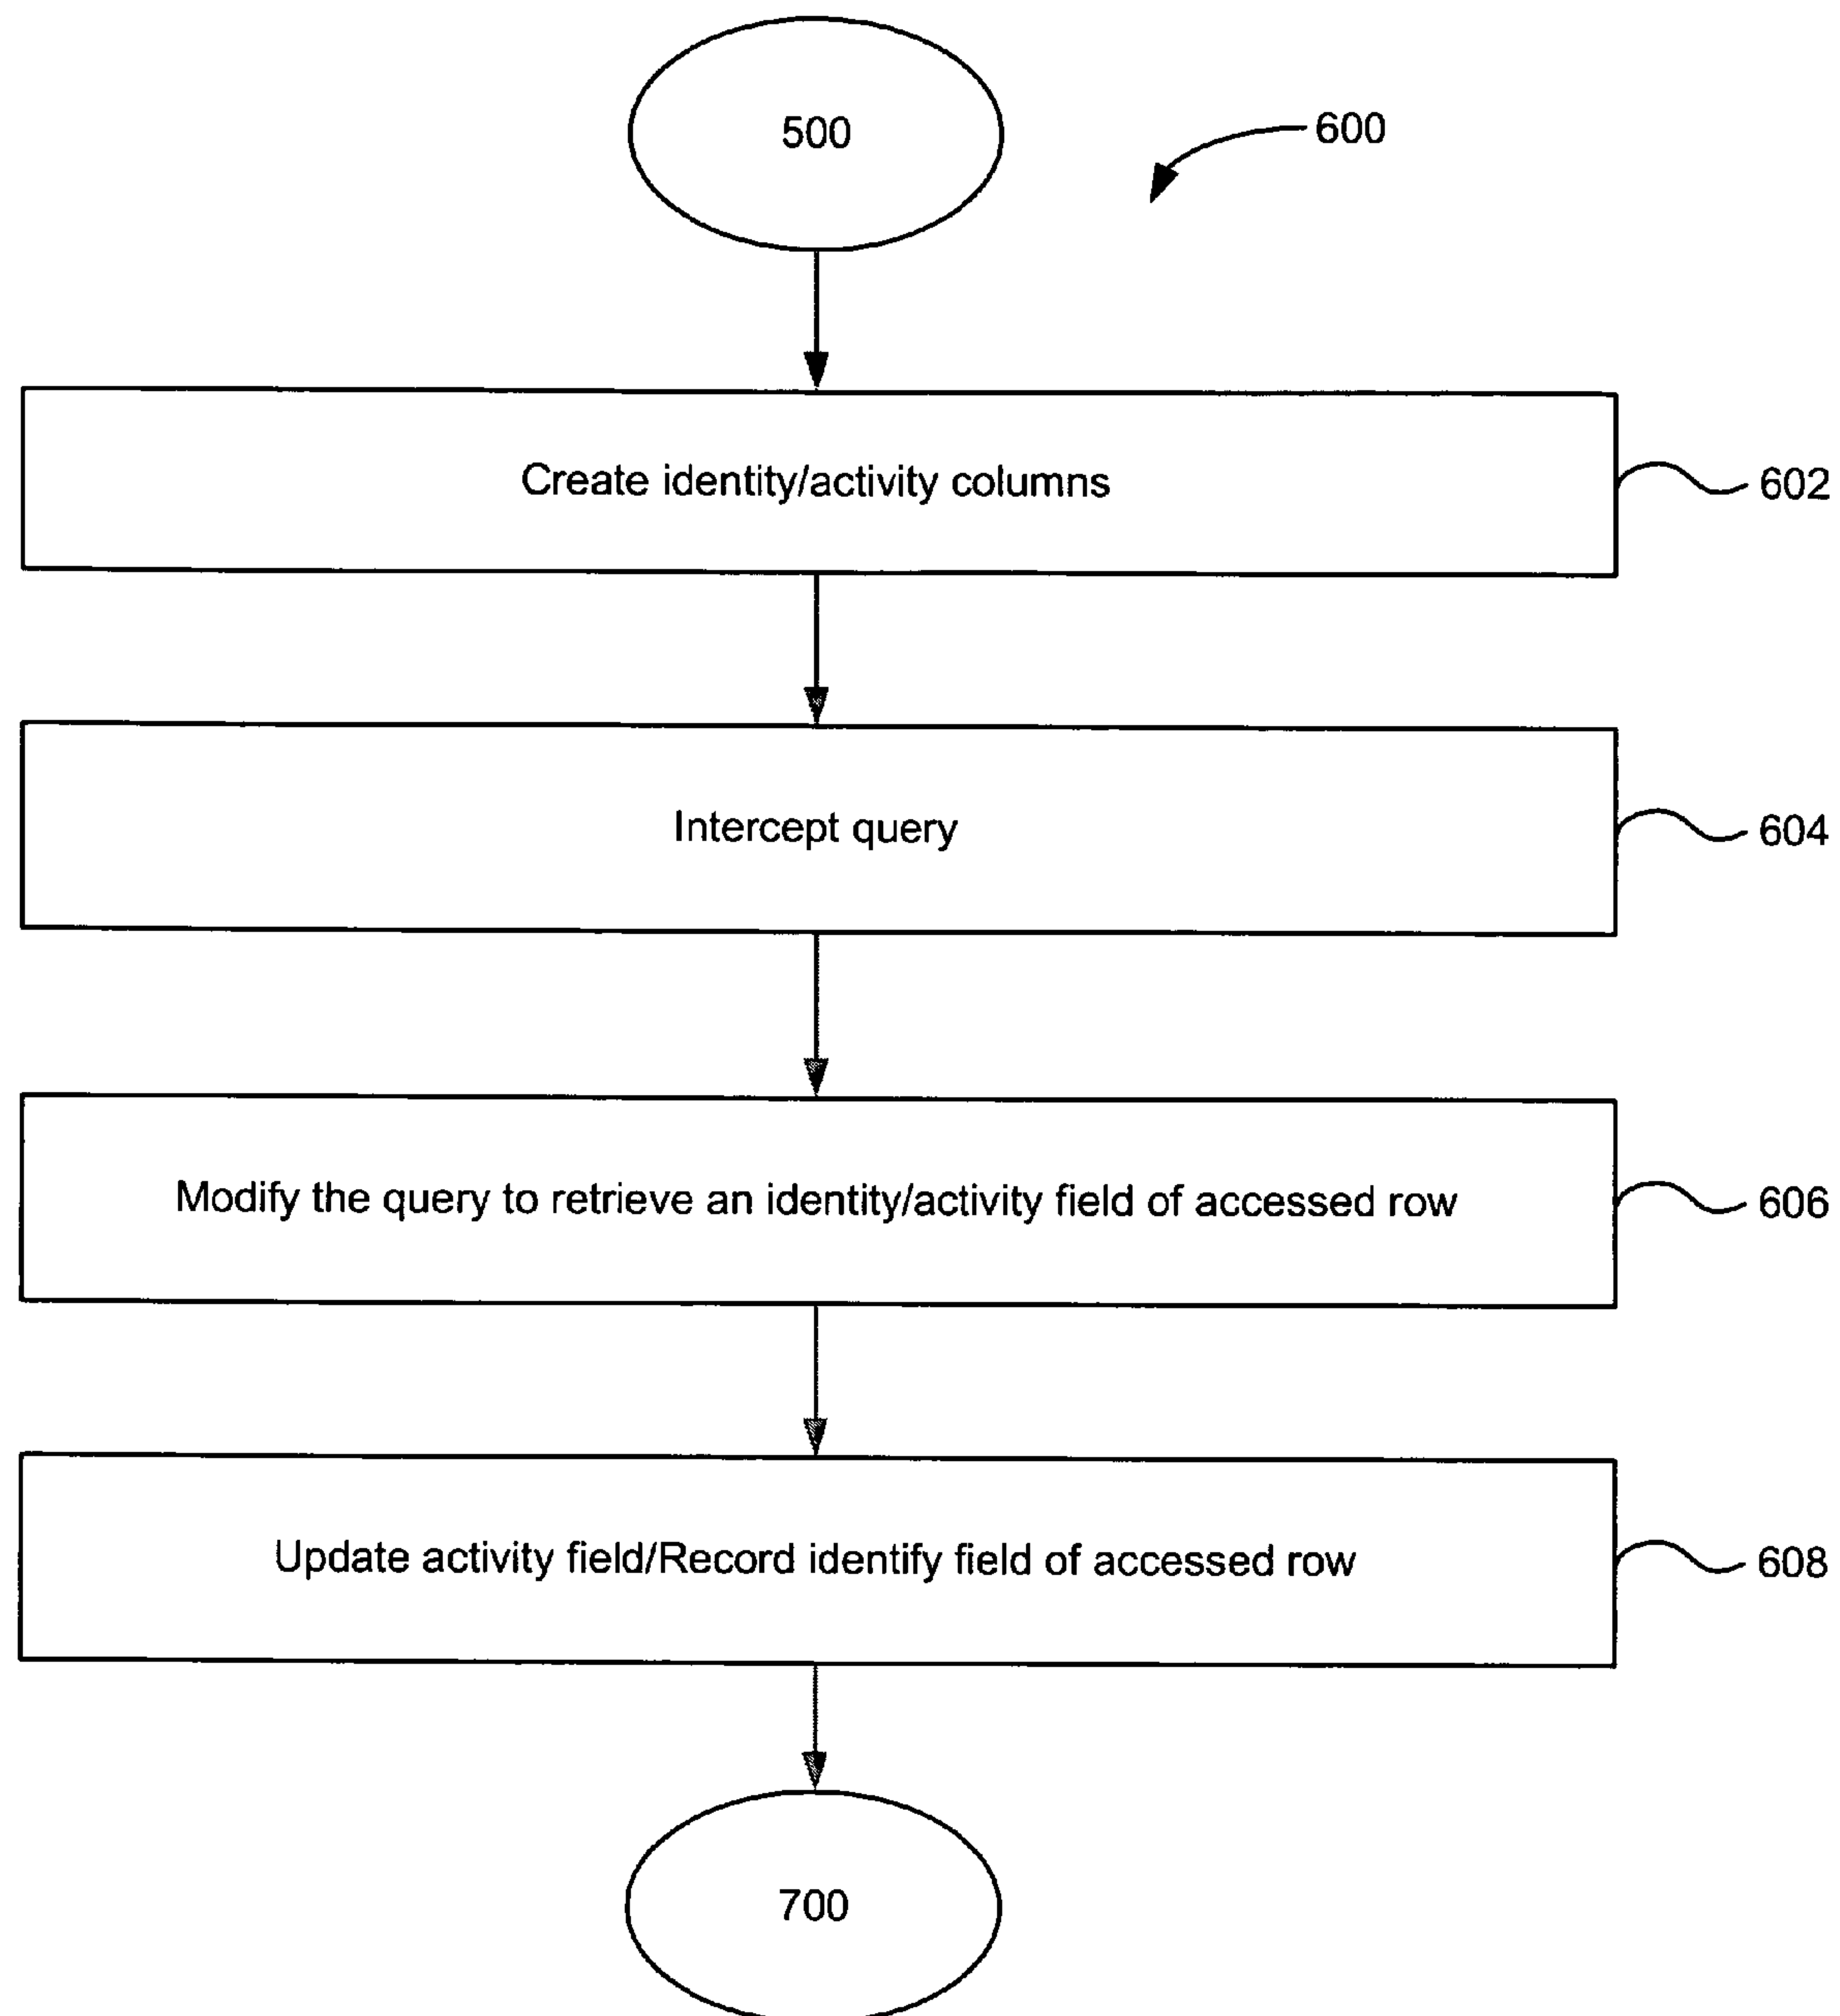 500
600
Create identity/activity columns
602
Intercept query
604
Modify the query to retrieve an identity/activity field of accessed row
606
Update activity field/Record identify field of accessed row
608
700